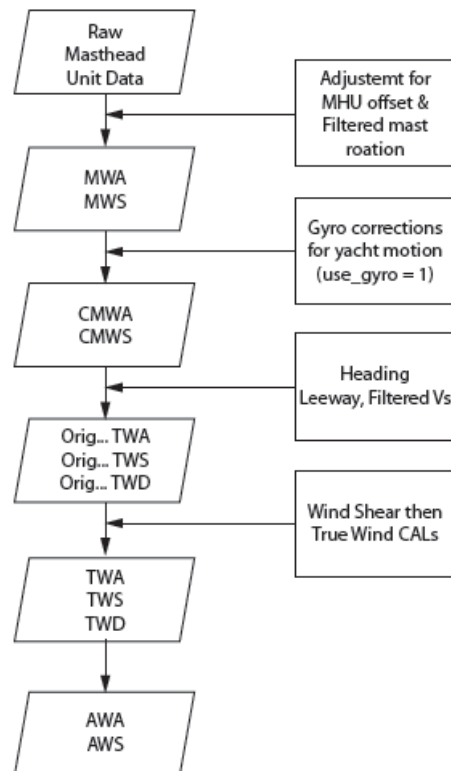 Raw
Masthead
Unit Data
Adjustemt for
MHU offset &
Filtered mast
roation
MWA
MWS
Gyro corrections
for yacht motion
(use_gyro = 1)
CMWA
CMWS
Heading
Leeway, Filtered Vs
Orig... TWA
Orig... TWS
Orig... TWD
Wind Shear then
True Wind CALs
TWA
TWS
TWD
AWA
AWS